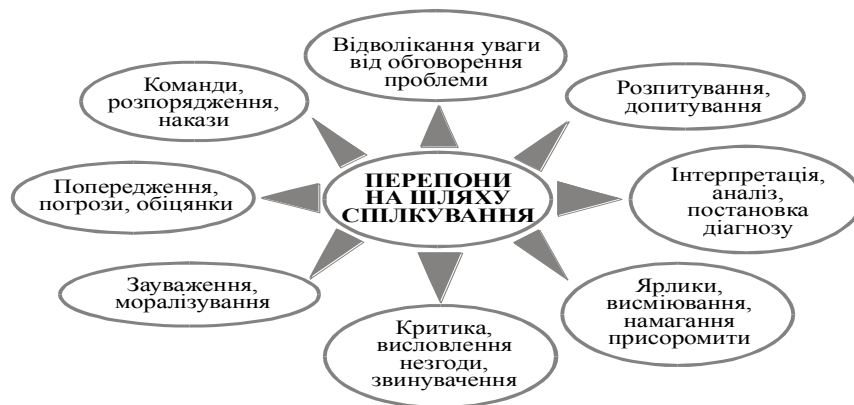 Відволікання уваги
від обговорення
проблеми
Команди,
розпорядження,
накази
Розпитування,
допитування
ПЕРЕПОНИ
НА ШЛЯХУ
СПІЛКУВАННЯ
Попередження,
погрози, обіцянки
Інтерпретація,
аналіз,
постановка
діагнозу
Зауваження,
моралізування
Ярлики,
висміювання,
намагання
присоромити
Критика,
висловлення
незгоди,
звинувачення